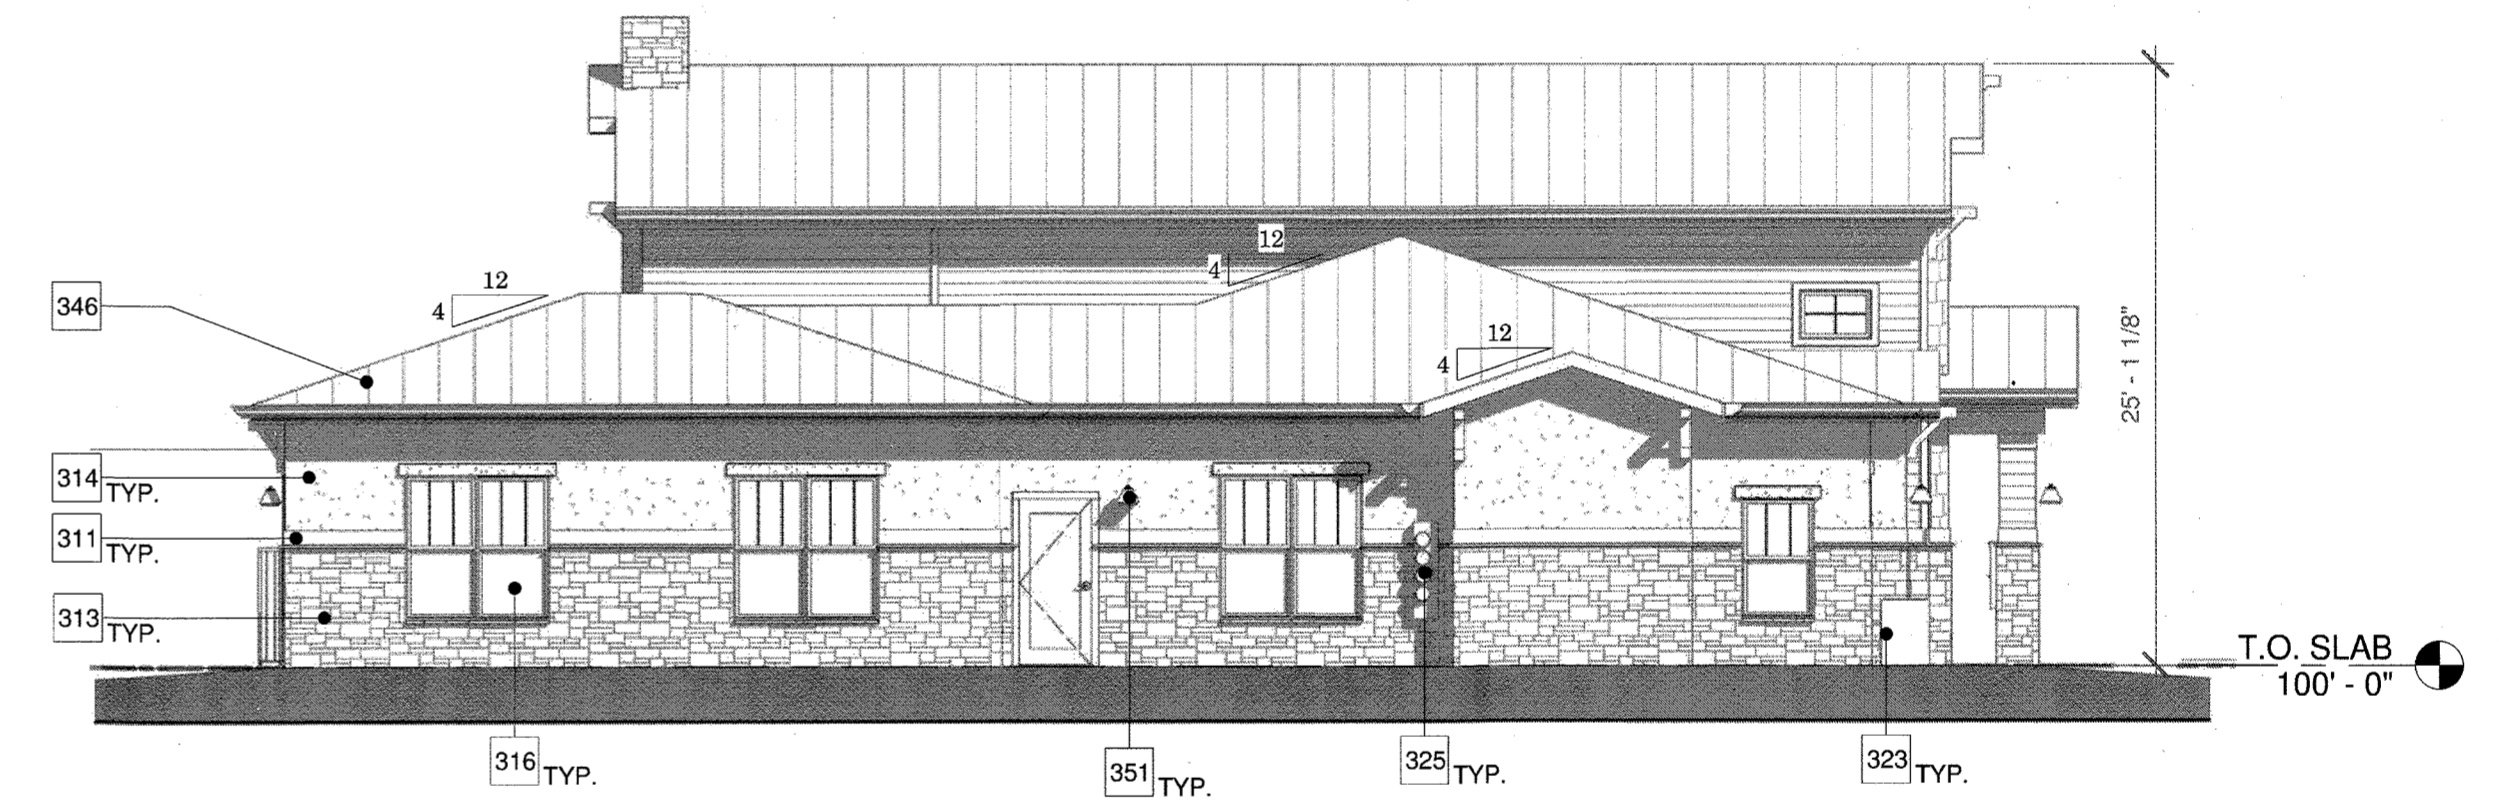 12
4
12
4
346
12
4
25' - 1 1/8"
314
TYP.
311
TYP.
313
TYP.
T.O. SLAB
100' - 0"
316
TYP.
351
TYP.
325
TYP.
323
TYP.